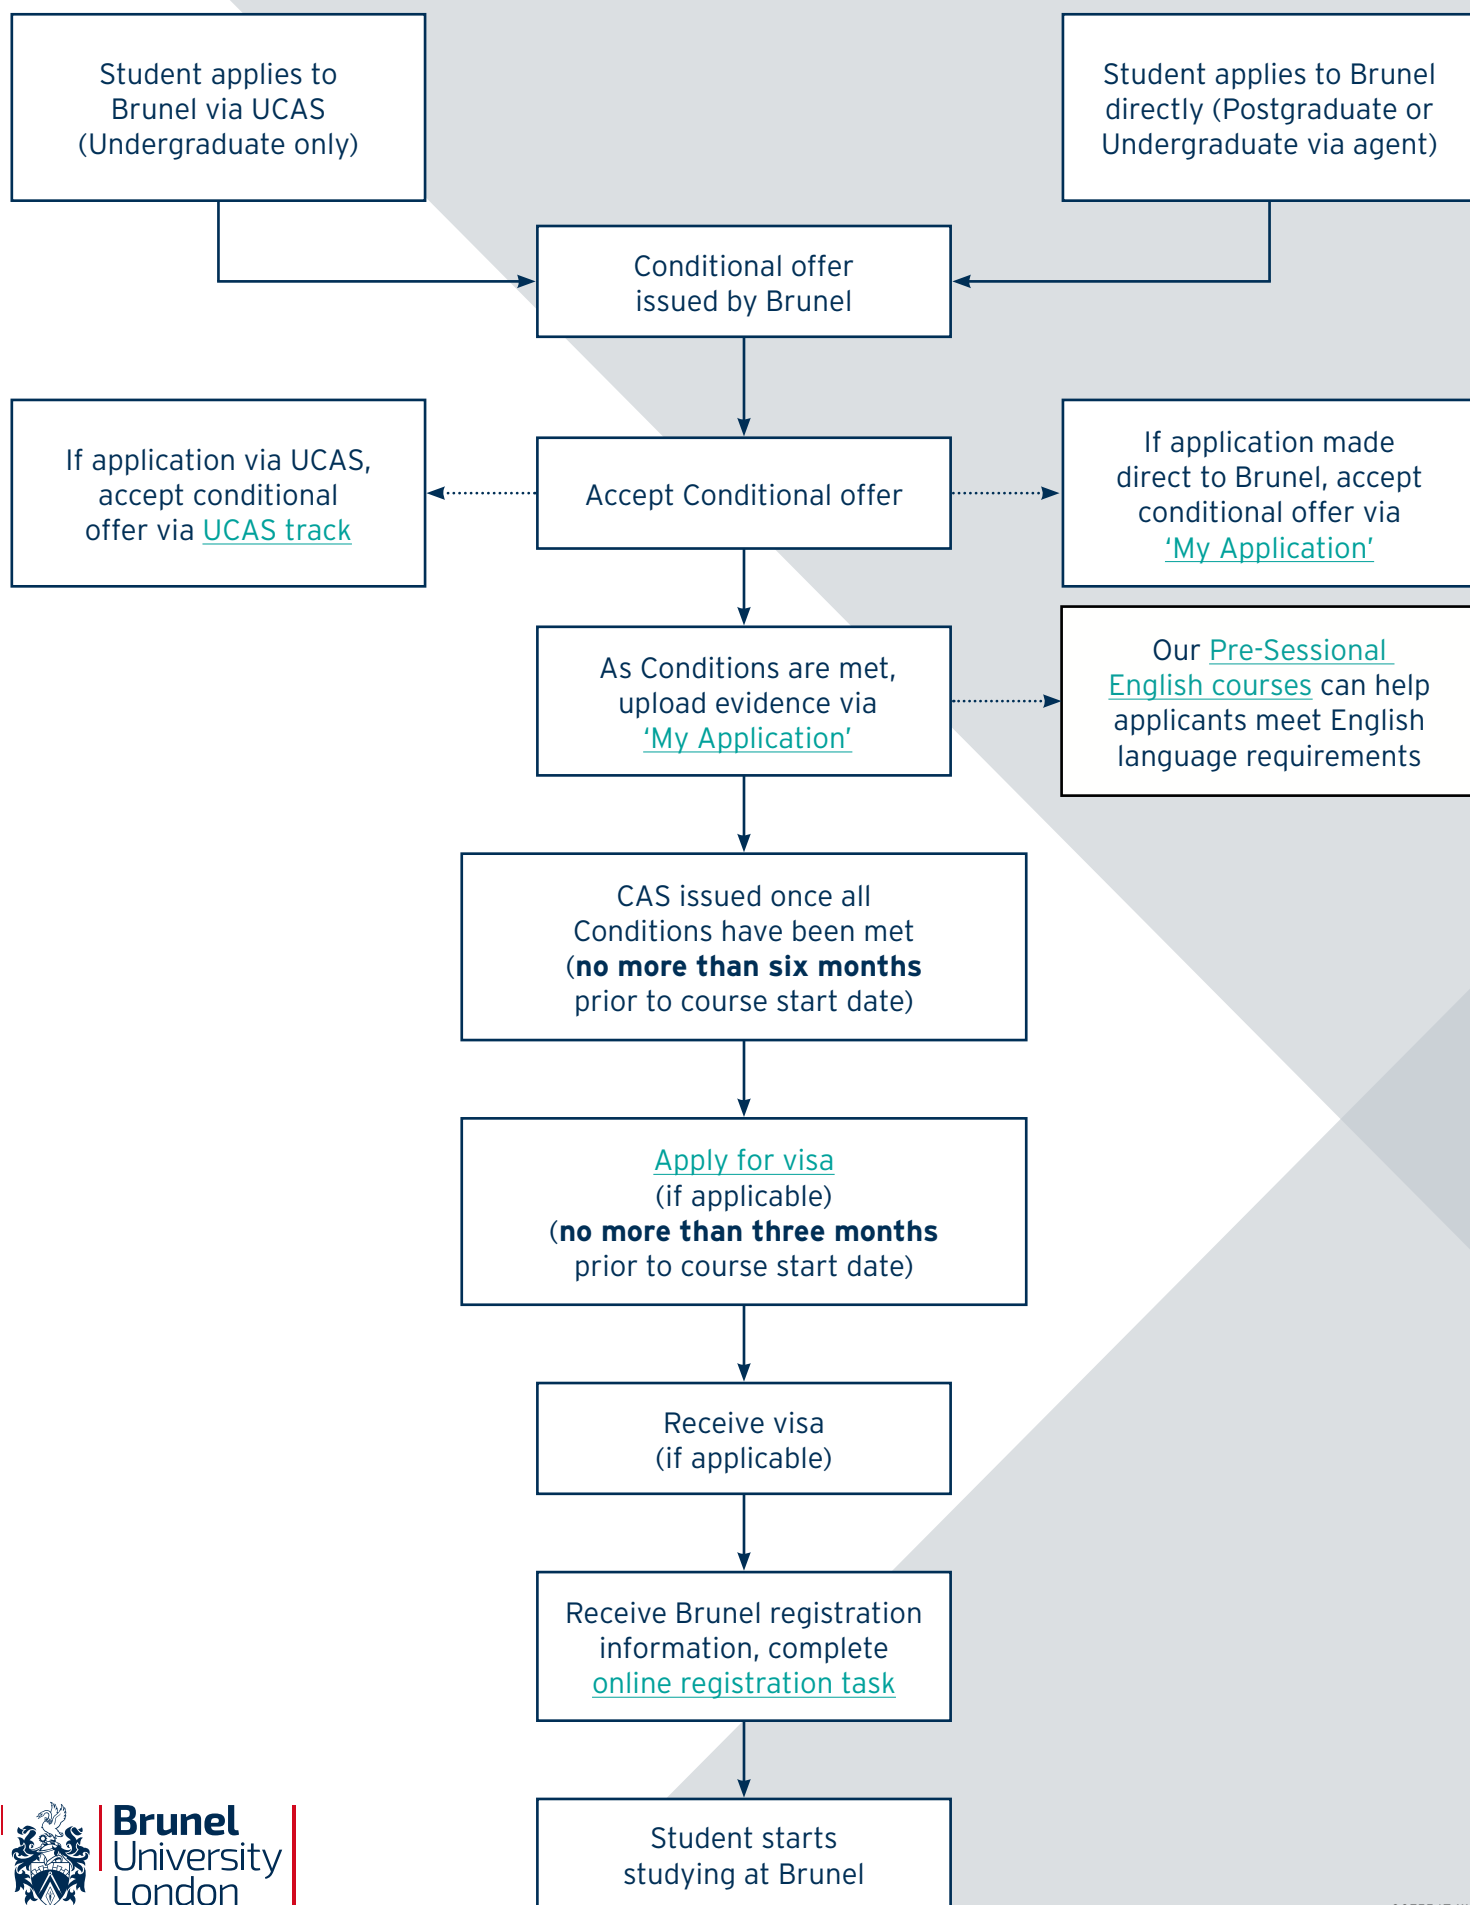 Student applies to
Brunel via UCAS
(Undergraduate only)
Student applies to Brunel
directly (Postgraduate or
Undergraduate via agent)
Conditional offer
issued by Brunel
If application via UCAS,
accept conditional
offer via UCAS track
Accept Conditional offer
If application made
direct to Brunel, accept
conditional offer via
‘My Application’
As Conditions are met,
upload evidence via
‘My Application’
Our Pre-Sessional
English courses can help
applicants meet English
language requirements
CAS issued once all
Conditions have been met
(no more than six months
prior to course start date)
Apply for visa
(if applicable)
(no more than three months
prior to course start date)
Receive visa
(if applicable)
Receive Brunel registration
information, complete
online registration task
Student starts
studying at Brunel
Brunel
University
London